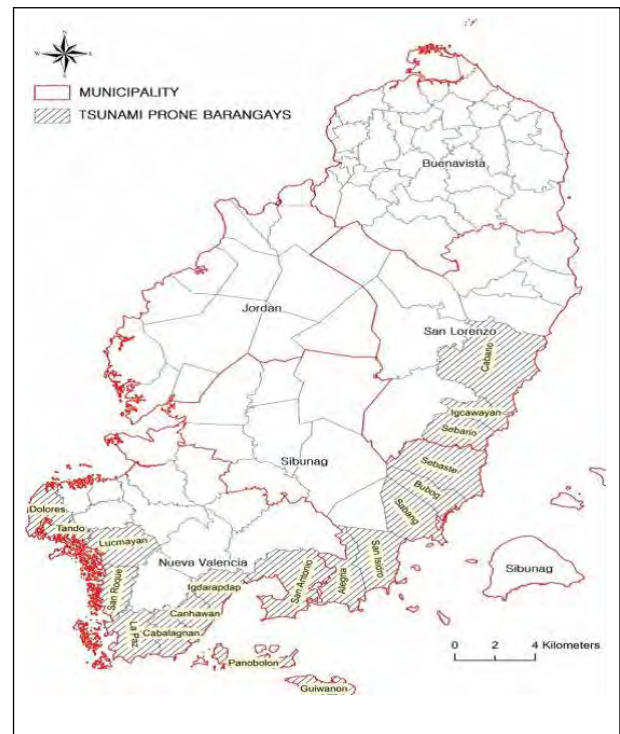 N
W E
S
MUNICIPALITY
TSUNAMI PRONE BARANGAYS
Buenavista
Jordan
San Lorenzo
Cabano
Igcawayan
Sebario
Sibunag
Sebaste
Bubog
Sabang
Dolores
Tando
Lucmayan
Nueva Valencia
San Roque
Igdarapdap
San Antonio
Alegria
San Isidro
Sibunag
Canhawan
La Paz
Cabalagnan
Panobolon
Guiwanon
0 2 4 Kilometers